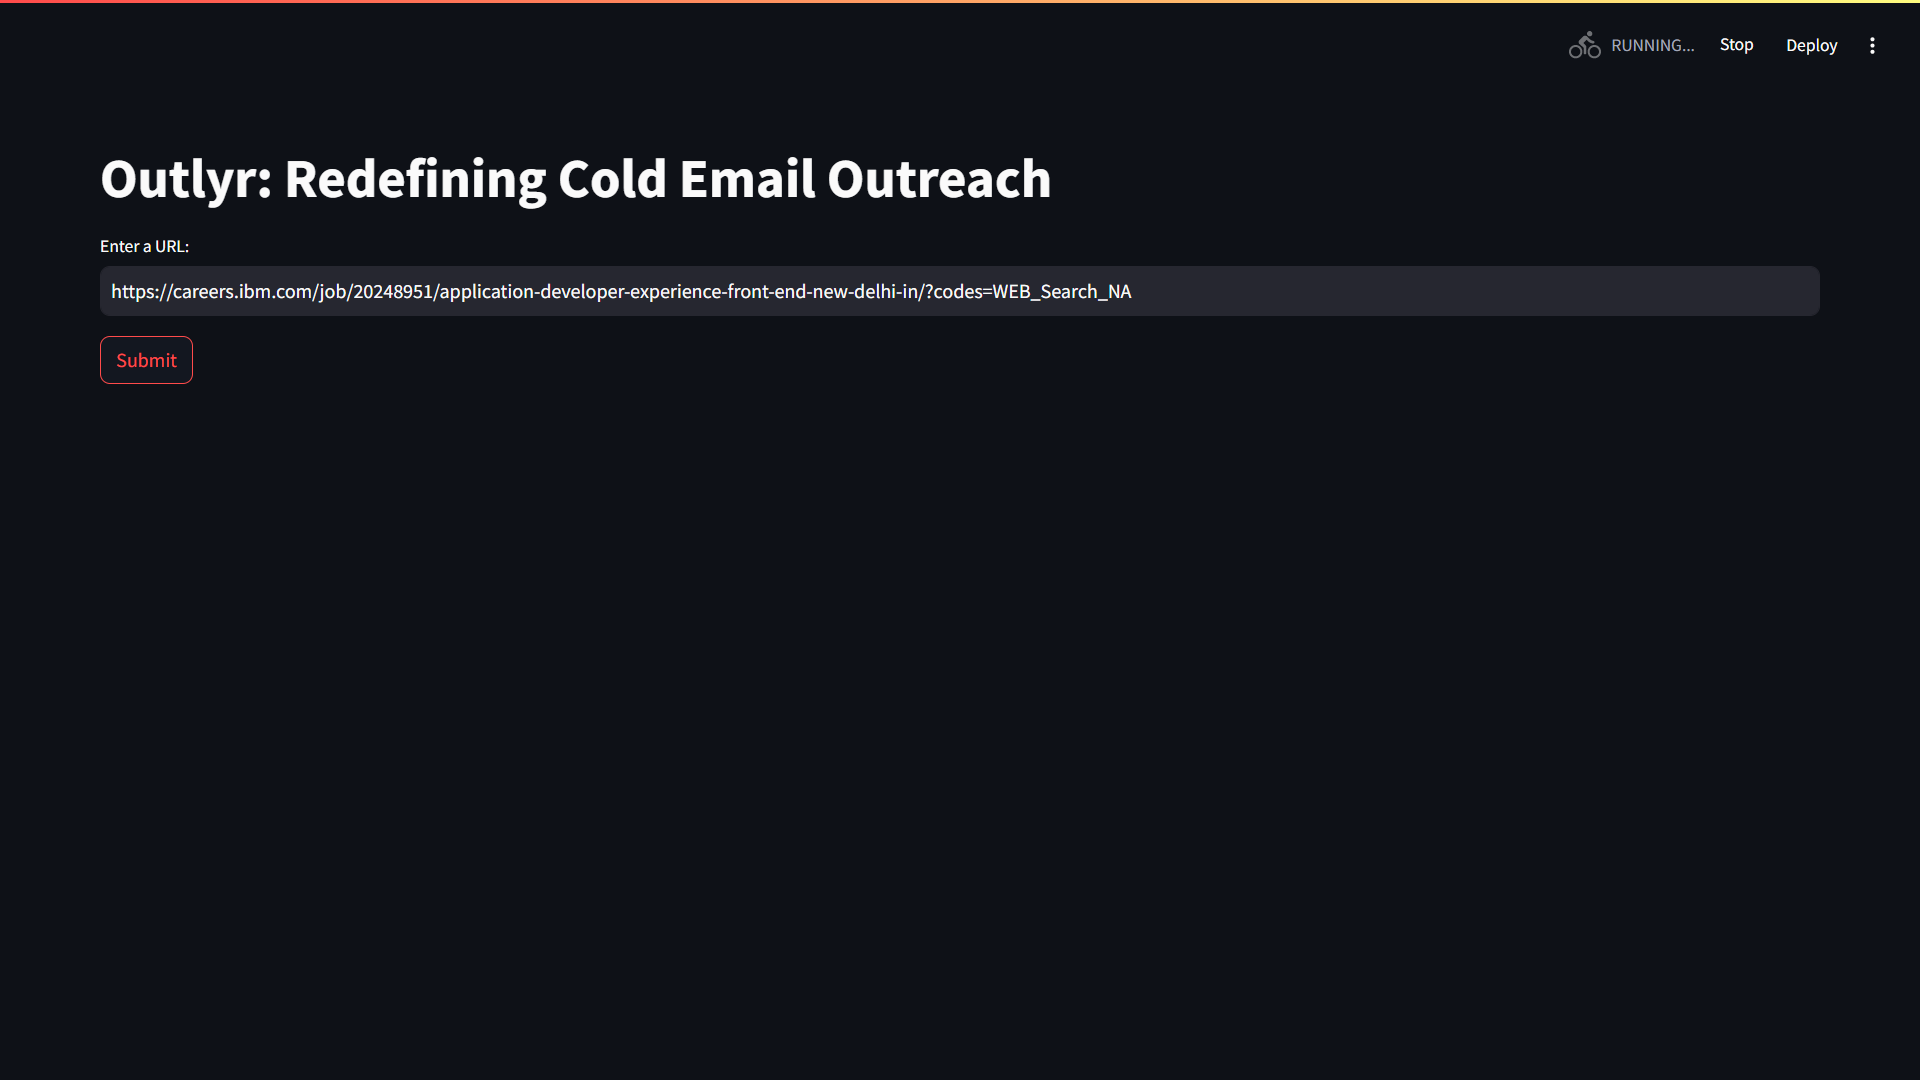 RUNNING... Stop Deploy
Outlyr: Redefining Cold Email Outreach
Enter a URL:
https://careers.ibm.com/job/20248951/application-developer-experience-front-end-new-delhi-in/?codes=WEB_Search_NA
Submit